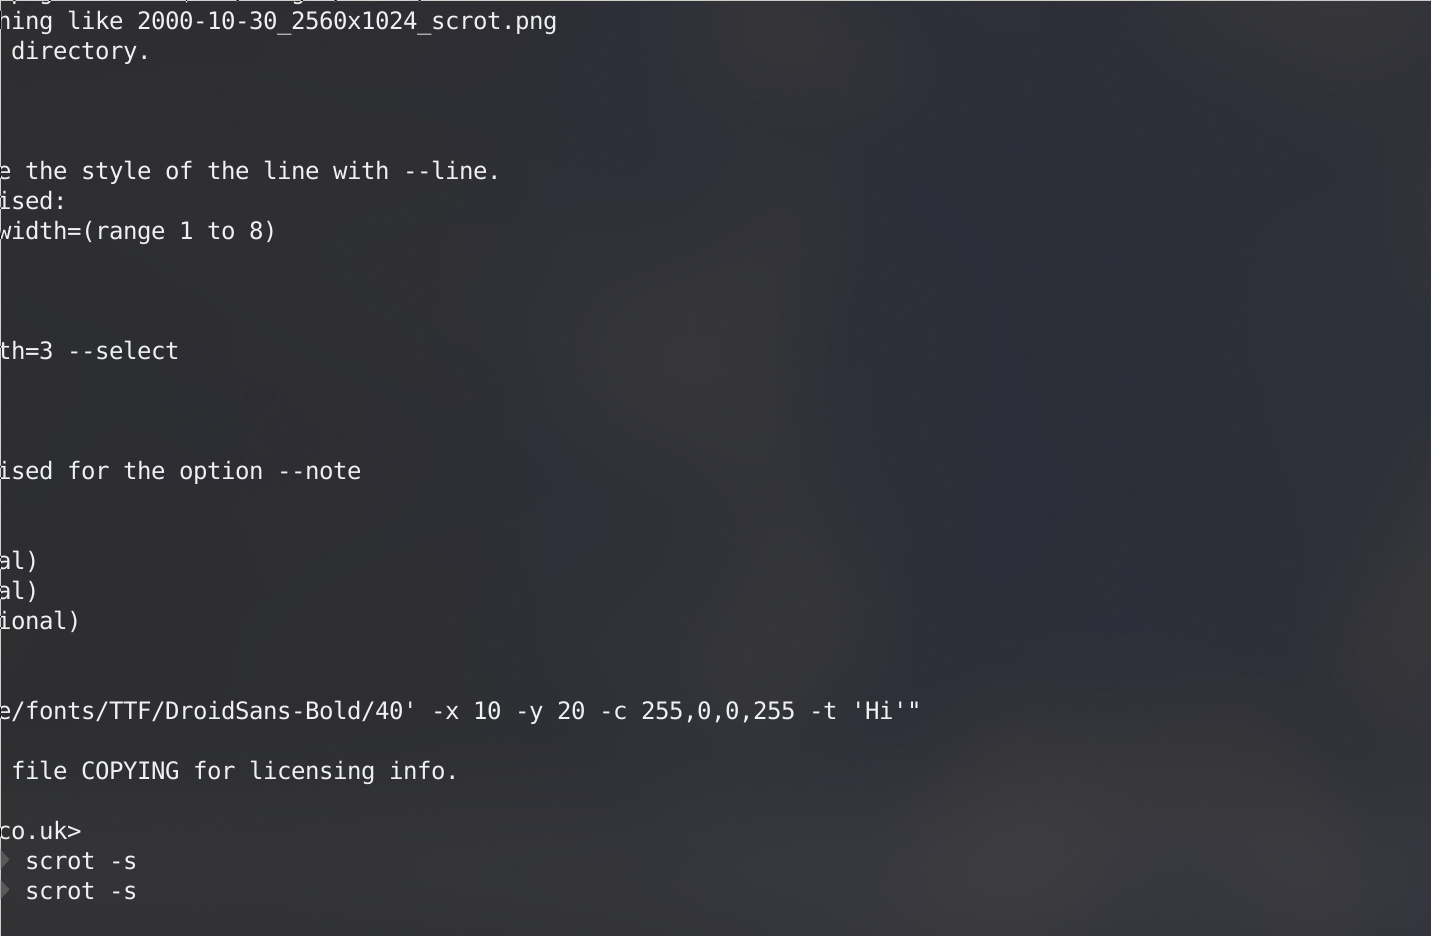 hing like 2000-10-30_2560x1024_scrot.png
directory.
e the style of the line with --line.
ised:
width=(range 1 to 8)
th=3 --select
ised for the option --note
al)
al)
ional)
e/fonts/TTF/DroidSans-Bold/40' -x 10 -y 20 -c 255,0,0,255 -t 'Hi'"
file COPYING for licensing info.
co.uk>
scrot -s
scrot -s